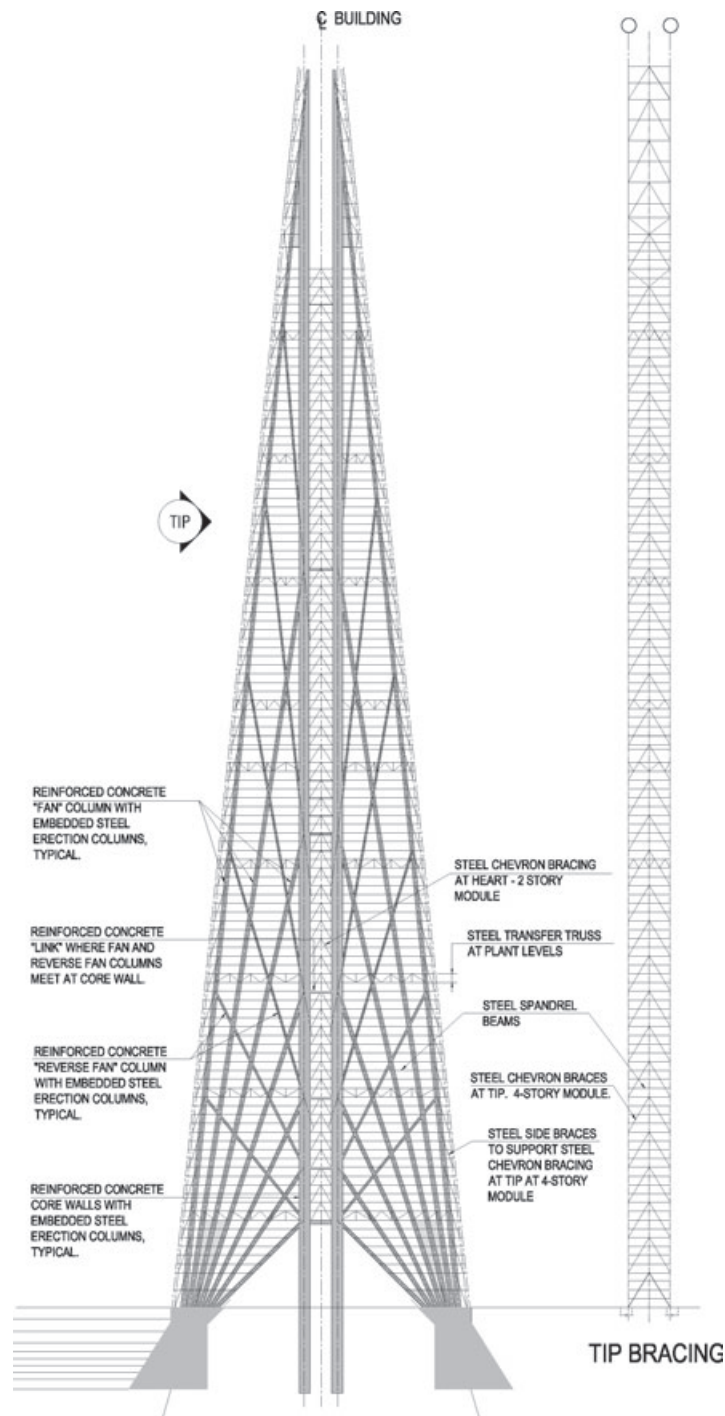 ℄ BUILDING
TIP
REINFORCED CONCRETE
"FAN" COLUMN WITH
EMBEDDED STEEL
ERECTION COLUMNS,
TYPICAL.
REINFORCED CONCRETE
"LINK" WHERE FAN AND
REVERSE FAN COLUMNS
MEET AT CORE WALL.
REINFORCED CONCRETE
"REVERSE FAN" COLUMN
WITH EMBEDDED STEEL
ERECTION COLUMNS,
TYPICAL.
REINFORCED CONCRETE
CORE WALLS WITH
EMBEDDED STEEL
ERECTION COLUMNS,
TYPICAL.
STEEL CHEVRON BRACING
AT HEART - 2 STORY
MODULE
STEEL TRANSFER TRUSS
AT PLANT LEVELS
STEEL SPANDREL
BEAMS
STEEL CHEVRON BRACES
AT TIP. 4-STORY MODULE.
STEEL SIDE BRACES
TO SUPPORT STEEL
CHEVRON BRACING
AT TIP AT 4-STORY
MODULE
TIP BRACING